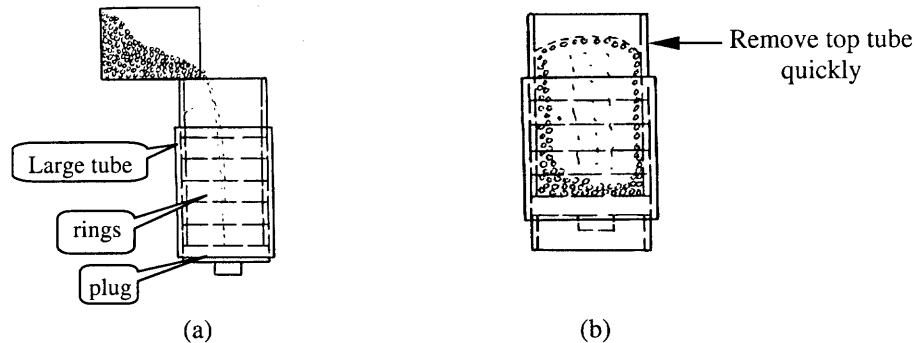 Large tube
rings
plug
(a)
Remove top tube
quickly
(b)